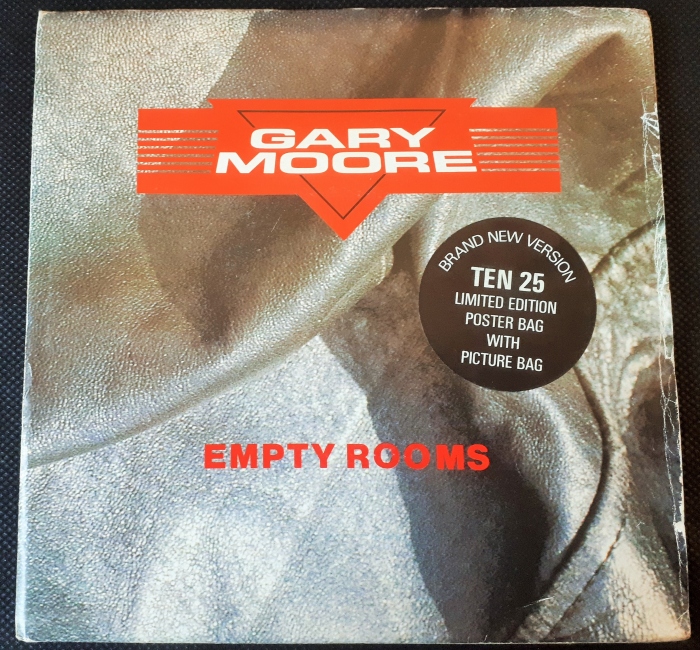 GARY
MOORE
BRAND NEW VERSION
TEN 25
LIMITED EDITION
POSTER BAG
WITH
PICTURE BAG
EMPTY ROOMS